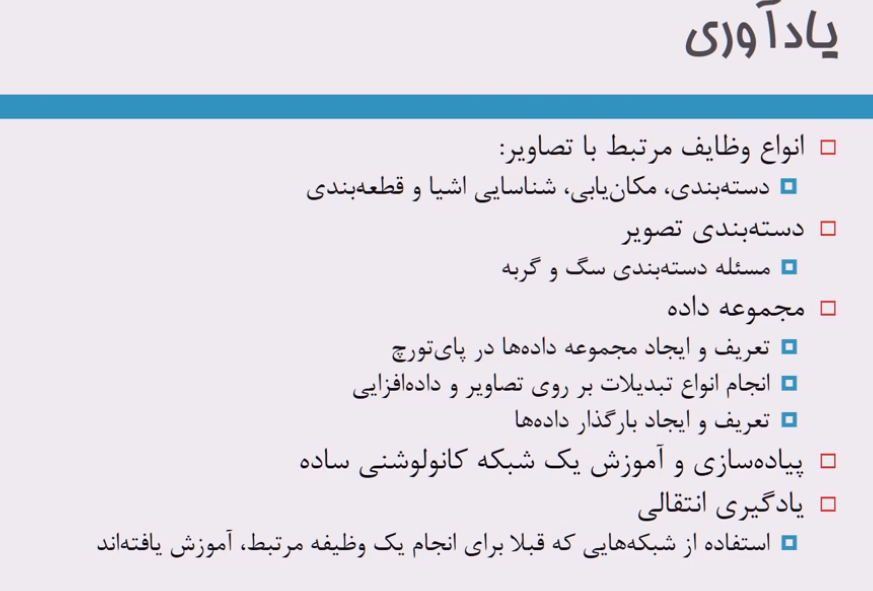 یادآوری
انواع وظایف مرتبط با تصاویر:
دسته‌بندی، مکان‌یابی، شناسایی اشیا و قطعه‌بندی
دسته‌بندی تصویر
مسئله دسته‌بندی سگ و گربه
مجموعه داده
تعریف و ایجاد مجموعه داده‌ها در پای‌تورچ
انجام انواع تبدیلات بر روی تصاویر و داده‌افزایی
تعریف و ایجاد بارگذار داده‌ها
پیاده‌سازی و آموزش یک شبکه کانولوشنی ساده
یادگیری انتقالی
استفاده از شبکه‌هایی که قبلا برای انجام یک وظیفه مرتبط، آموزش یافته‌اند